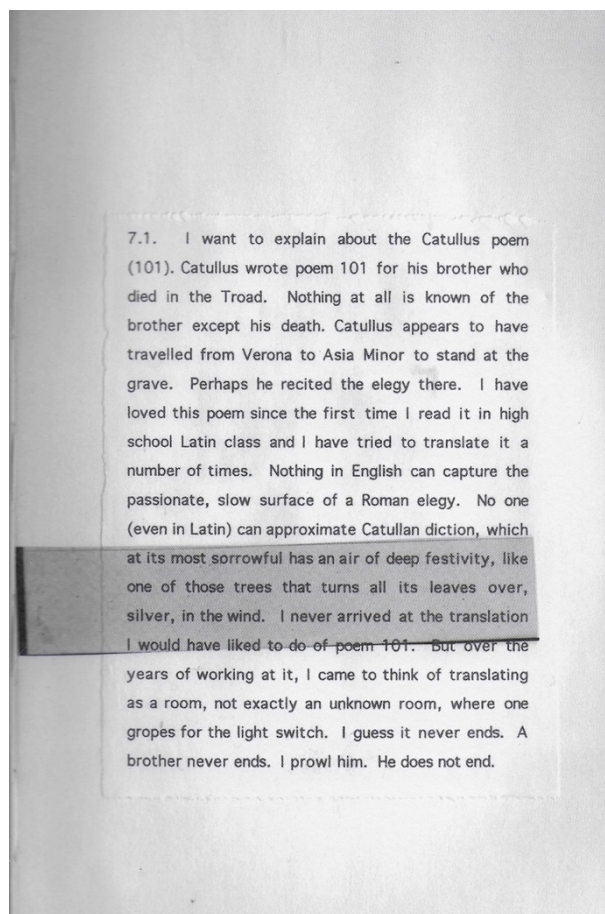 7.1. I want to explain about the Catullus poem
(101). Catullus wrote poem 101 for his brother who
died in the Troad. Nothing at all is known of the
brother except his death. Catullus appears to have
travelled from Verona to Asia Minor to stand at the
grave. Perhaps he recited the elegy there. I have
loved this poem since the first time I read it in high
school Latin class and I have tried to translate it a
number of times. Nothing in English can capture the
passionate, slow surface of a Roman elegy. No one
(even in Latin) can approximate Catullan diction, which
at its most sorrowful has an air of deep festivity, like
one of those trees that turns all its leaves over,
silver, in the wind. I never arrived at the translation
I would have liked to do of poem 101. But over the
years of working at it, I came to think of translating
as a room, not exactly an unknown room, where one
gropes for the light switch. I guess it never ends. A
brother never ends. I prowl him. He does not end.